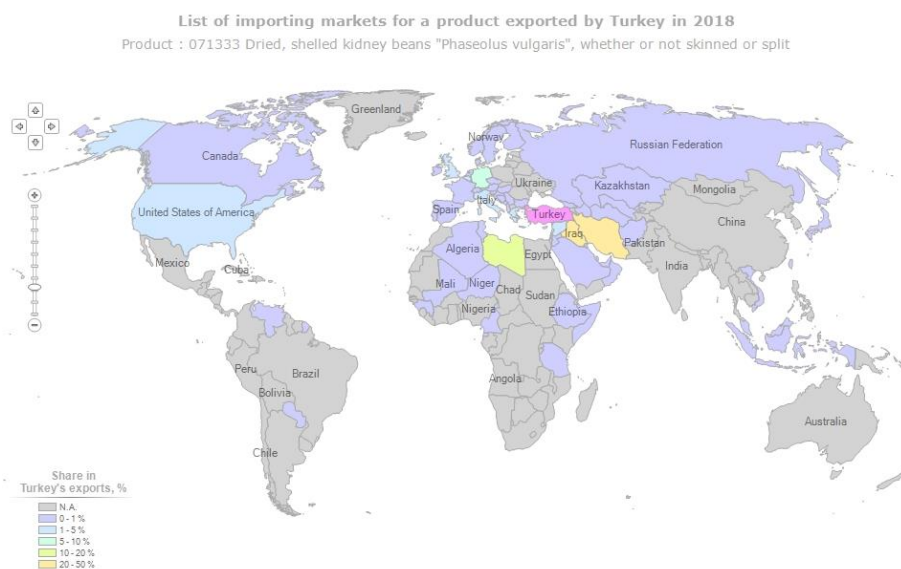 List of importing markets for a product exported by Turkey in 2018
Product : 071333 Dried, shelled kidney beans "Phaseolus vulgaris", whether or not skinned or split
Greenland
Norway
Russian Federation
Canada
Ukraine
Kazakhstan
Mongolia
United States of America
Spain
Italy
Turkey
China
Iraq
Pakistan
Algeria
Egypt
Mexico
Cuba
India
Mali
Niger
Chad
Sudan
Nigeria
Ethiopia
Peru
Brazil
Angola
Bolivia
Australia
Chile
Share in
Turkey's exports, %
N.A.
0 - 1 %
1 - 5 %
5 - 10 %
10 - 20 %
20 - 50 %